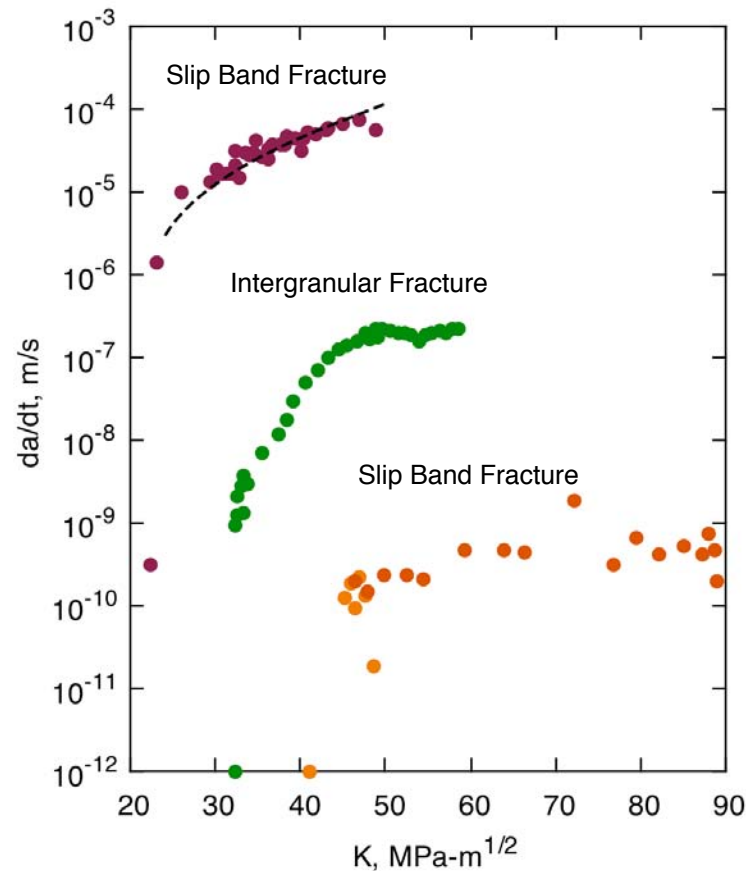 Slip Band Fracture
Intergranular Fracture
Slip Band Fracture
da/dt, m/s
10⁻³
10⁻⁴
10⁻⁵
10⁻⁶
10⁻⁷
10⁻⁸
10⁻⁹
10⁻¹⁰
10⁻¹¹
10⁻¹²
20 30 40 50 60 70 80 90
K, MPa-m¹/²